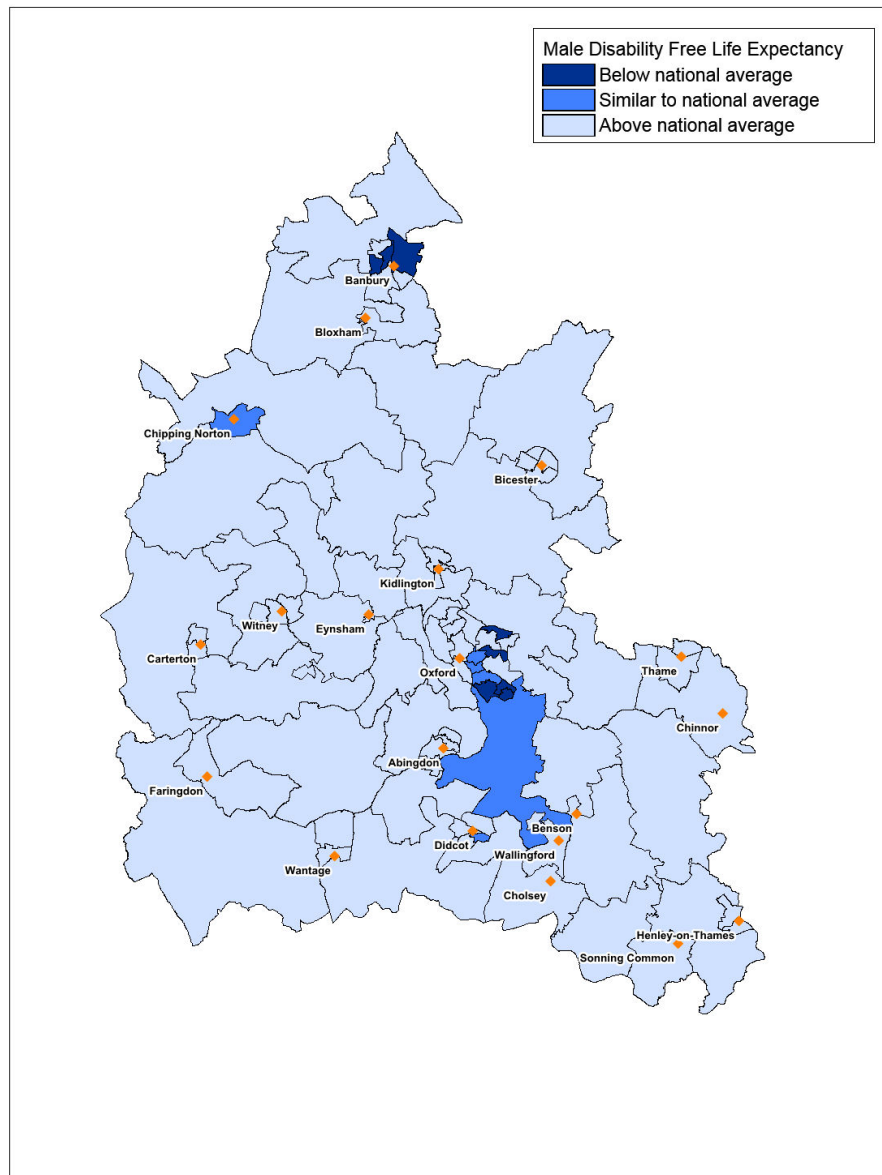 Male Disability Free Life Expectancy
Below national average
Similar to national average
Above national average
Banbury
Bloxham
Chipping Norton
Bicester
Kidlington
Witney
Eynsham
Carterton
Oxford
Thame
Chinnor
Abingdon
Faringdon
Benson
Didcot
Wallingford
Wantage
Cholsey
Henley-on-Thames
Sonning Common